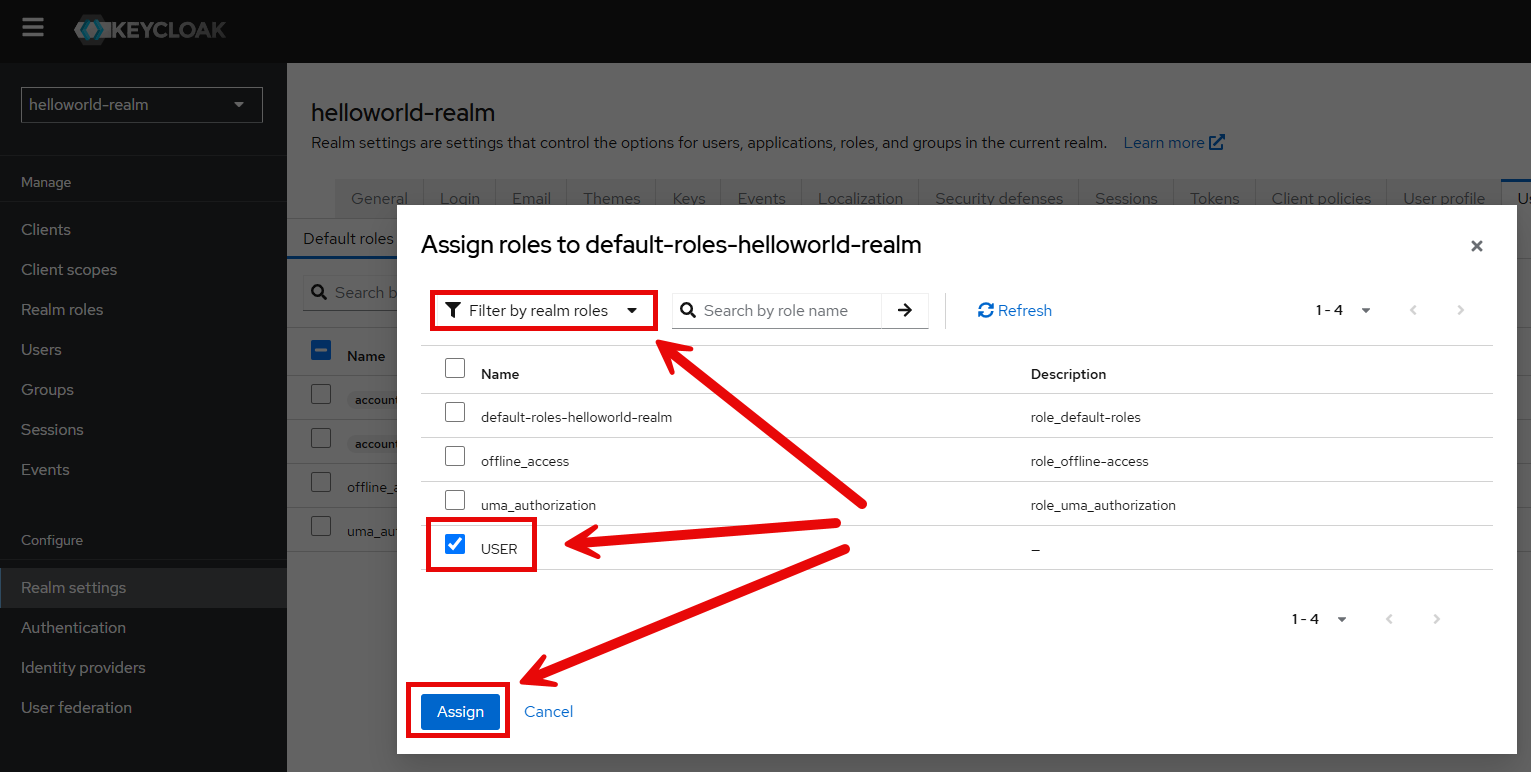 KEYCLOAK
helloworld-realm
Manage
Clients
Client scopes
Realm roles
Users
Groups
Sessions
Events
Configure
Realm settings
Authentication
Identity providers
User federation
helloworld-realm
Realm settings are settings that control the options for users, applications, roles, and groups in the current realm. Learn more
General Login Email Themes Keys Events Localization Security defenses Sessions Tokens Client policies User profile
Default roles
Search
Name
account
account
Assign roles to default-roles-helloworld-realm
Filter by realm roles Search by role name Refresh 1 - 4
Name Description
default-roles-helloworld-realm role_default-roles
offline_access role_offline-access
uma_authorization role_uma_authorization
USER —
1 - 4
Assign Cancel